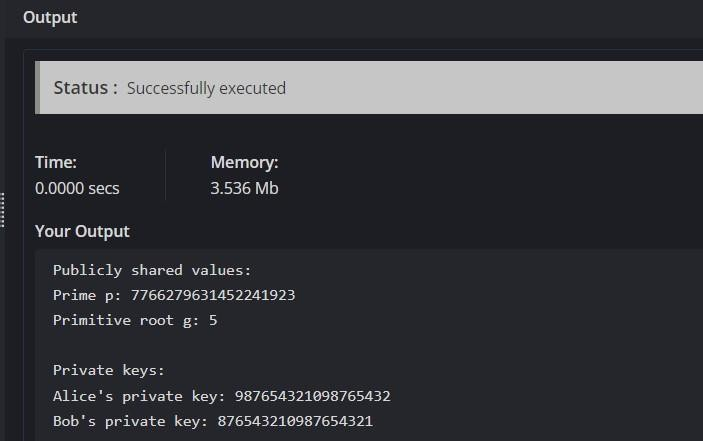 Output
Status : Successfully executed
Time:
0.0000 secs
Memory:
3.536 Mb
Your Output
Publicly shared values:
Prime p: 7766279631452241923
Primitive root g: 5
Private keys:
Alice's private key: 987654321098765432
Bob's private key: 876543210987654321